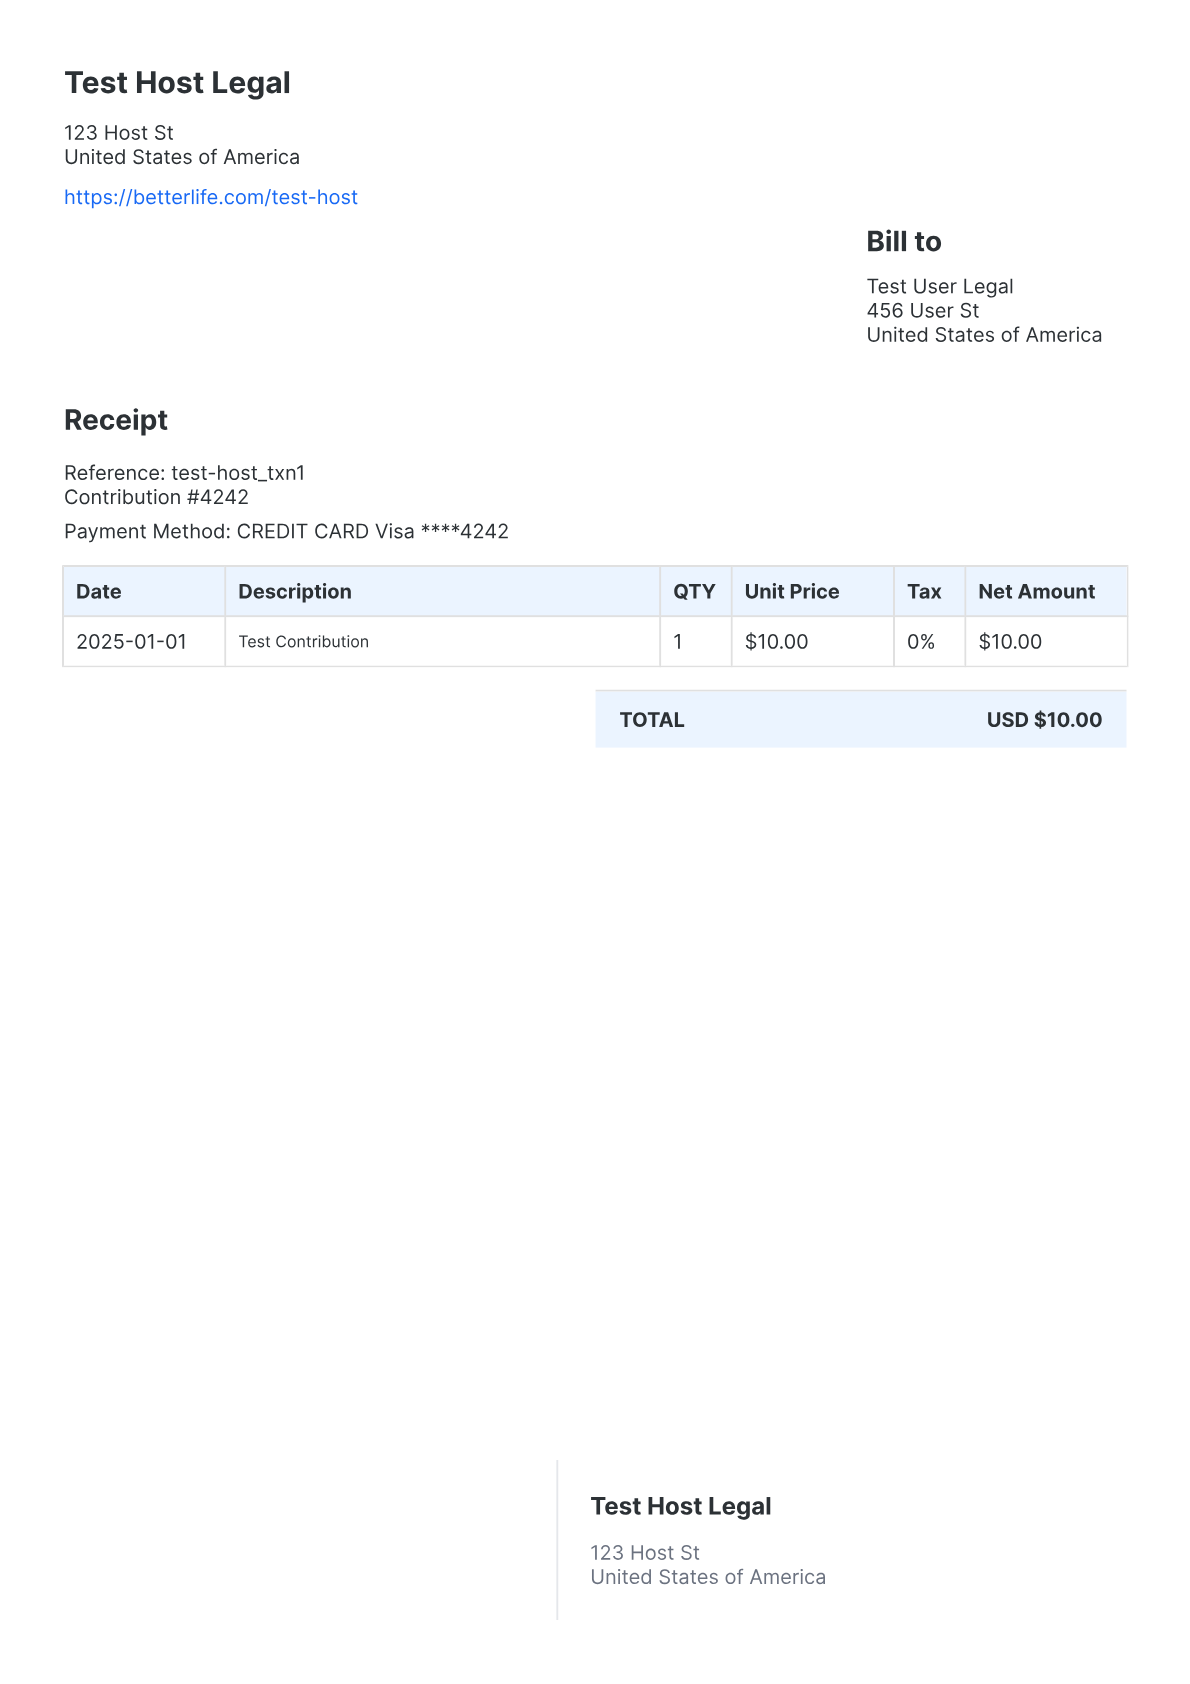 Test Host Legal
123 Host St
United States of America
https://betterlife.com/test-host
Bill to
Test User Legal
456 User St
United States of America
Receipt
Reference: test-host_txn1
Contribution #4242
Payment Method: CREDIT CARD Visa ****4242
Date Description QTY Unit Price Tax Net Amount
2025-01-01 Test Contribution 1 $10.00 0% $10.00
TOTAL USD $10.00
Test Host Legal
123 Host St
United States of America